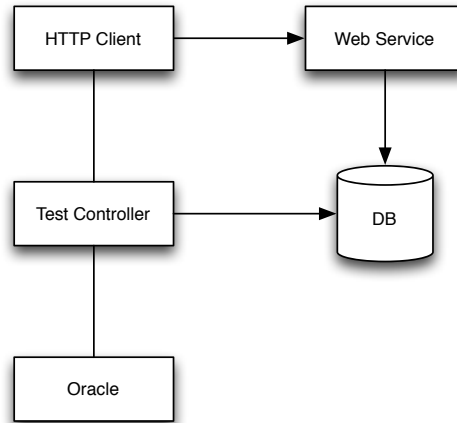 HTTP Client
Web Service
Test Controller
DB
Oracle